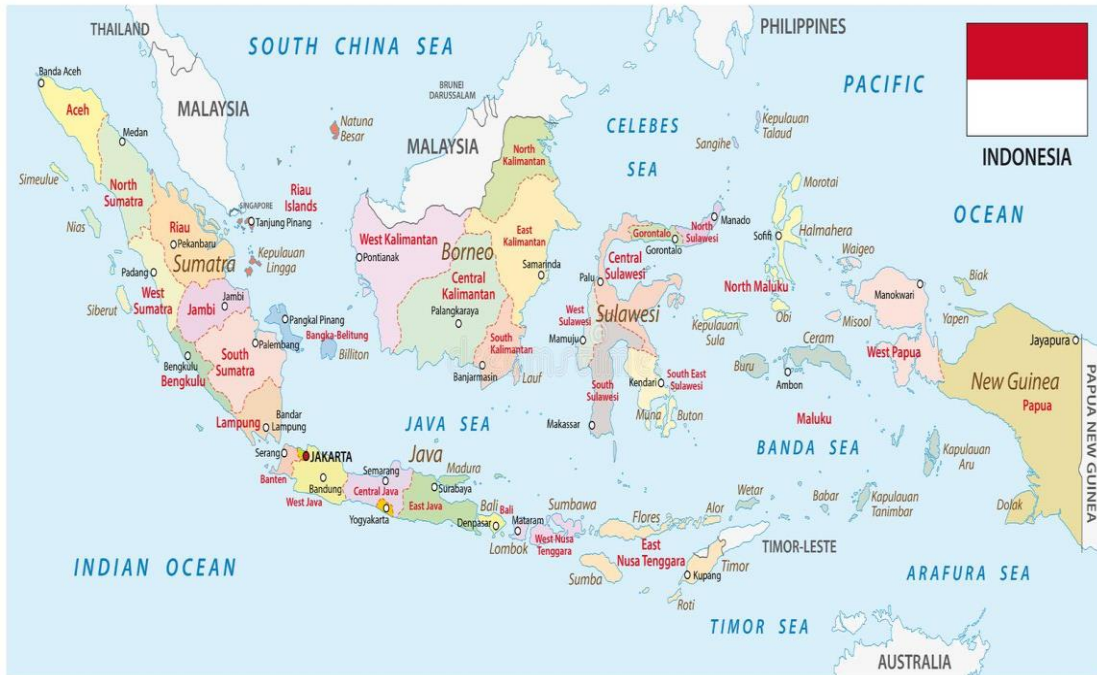 THAILAND
SOUTH CHINA SEA
PHILIPPINES
PACIFIC
Banda Aceh
Aceh
MALAYSIA
BRUNEI
DARUSSALAM
Natuna
Besar
MALAYSIA
CELEBES
SEA
Kepulauan
Talaud
Sangihe
INDONESIA
Medan
North
Kalimantan
Simeulue
North
Sumatra
Riau
Islands
Morotai
OCEAN
Nias
SINGAPORE
Tanjung Pinang
Riau
Pekanbaru
Sumatra
Kepulauan
Lingga
West Kalimantan
Pontianak
Borneo
East
Kalimantan
Samarinda
Gorontalo
Gorontalo
North
Sulawesi
Manado
Sofifi
Halmahera
Waigeo
Padang
West
Sumatra
Siberut
Jambi
Jambi
Central
Kalimantan
Palangkaraya
Palu
Central
Sulawesi
Sulawesi
North Maluku
Manokwari
Biak
Pangkal Pinang
Bangka-Belitung
Billiton
West
Sulawesi
Mamuju
Kepulauan
Sula
Obi
Misool
Yapen
Palembang
South
Sumatra
Bengkulu
Bengkulu
South
Kalimantan
Banjarmasin
Lauf
Ceram
Buru
Ambon
West Papua
Jayapura
New Guinea
Papua
PAPUA NEW GUINEA
Kendari
South East
Sulawesi
South
Sulawesi
Muna
Buton
Makassar
Maluku
BANDA SEA
Lampung
Bandar
Lampung
JAVA SEA
Serang
JAKARTA
Banten
Java
Madura
Semarang
Bandung
Central Java
Surabaya
West Java
Yogyakarta
East Java
Bali
Bali
Denpasar
Mataram
Lombok
Sumbawa
West Nusa
Tenggara
Flores
Alor
Wetar
Babar
Kapulauan
Tanimbar
Kapulauan
Aru
Dolak
East
Nusa Tenggara
Sumba
TIMOR-LESTE
Timor
Kupang
Roti
INDIAN OCEAN
ARAFURA SEA
TIMOR SEA
AUSTRALIA